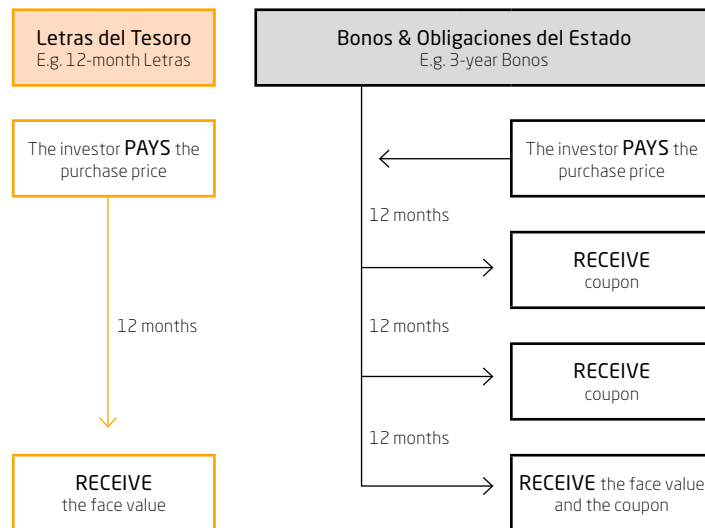 Letras del Tesoro
E.g. 12-month Letras
The investor PAYS the
purchase price
12 months
RECEIVE
the face value
Bonos & Obligaciones del Estado
E.g. 3-year Bonos
The investor PAYS the
purchase price
12 months
RECEIVE
coupon
12 months
RECEIVE
coupon
12 months
RECEIVE the face value
and the coupon